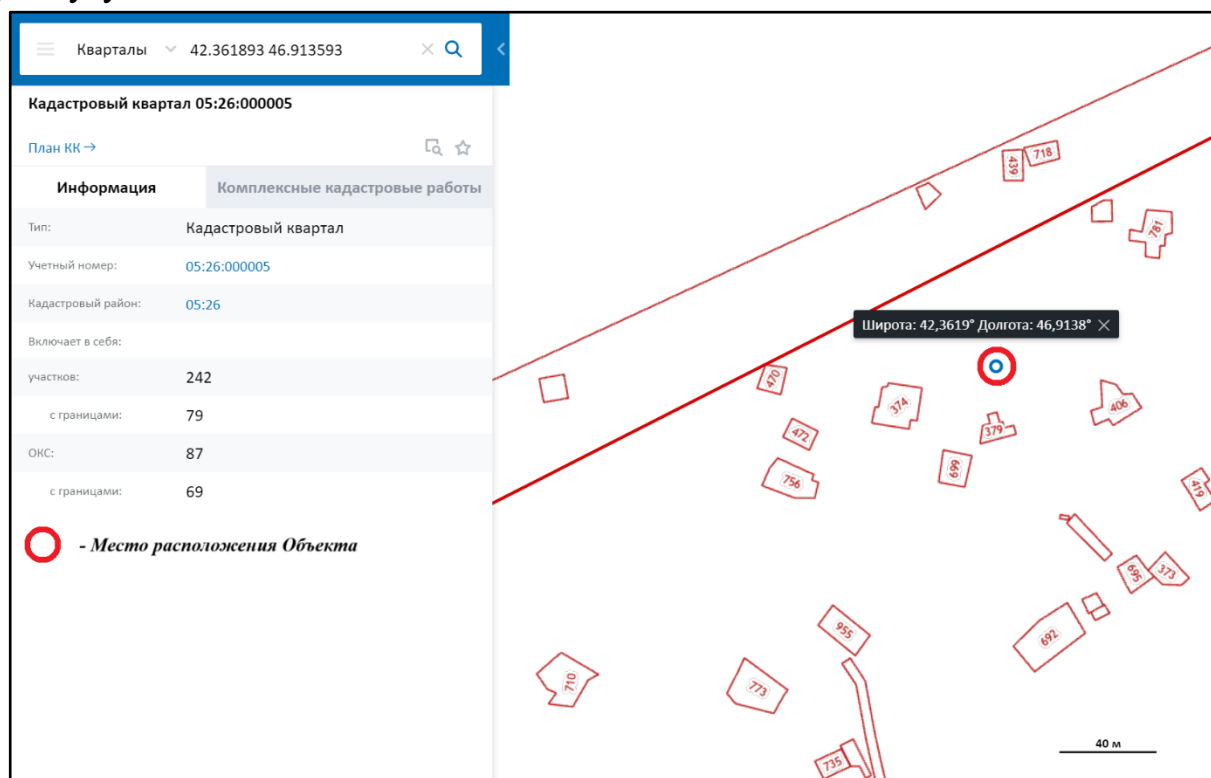 Кварталы 42.361893 46.913593
Кадастровый квартал 05:26:000005
План КК →
Информация Комплексные кадастровые работы
Тип: Кадастровый квартал
Учетный номер: 05:26:000005
Кадастровый район: 05:26
Включает в себя:
участков: 242
с границами: 79
ОКС: 87
с границами: 69
- Место расположения Объекта
439
718
781
Широта: 42,3619° Долгота: 46,9138°
470
374
406
379
472
699
756
419
695
373
955
692
710
773
735
40 м